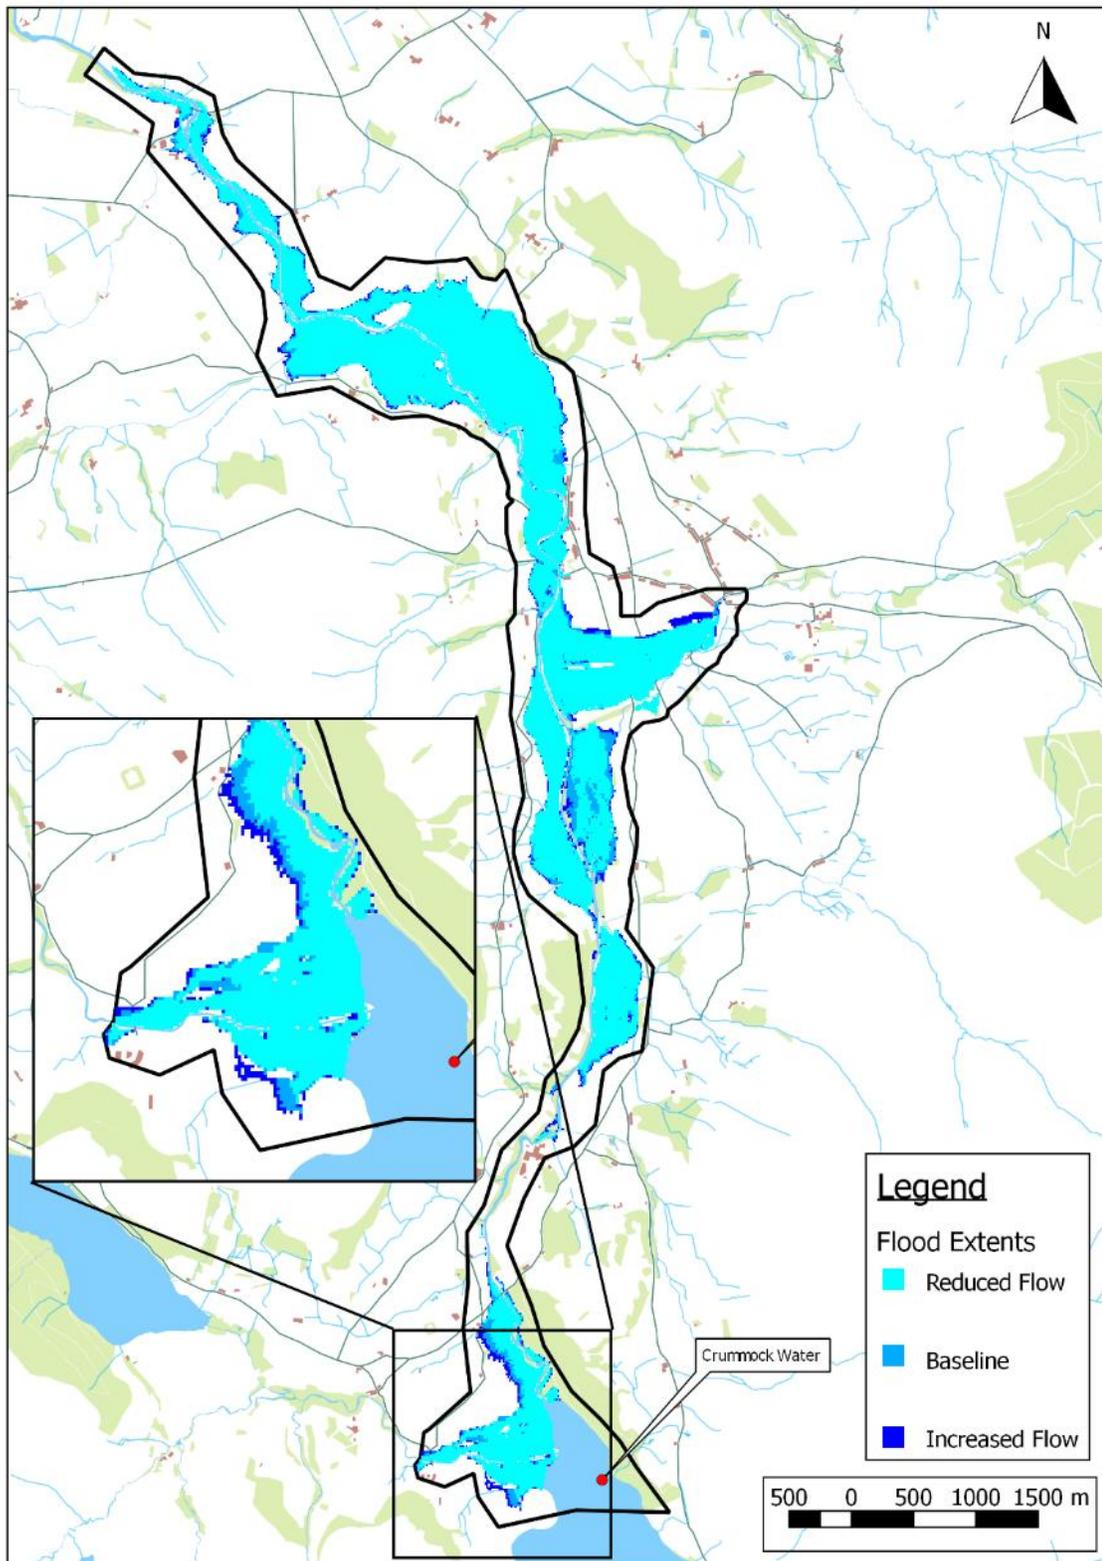 N
Legend
Flood Extents
Reduced Flow
Baseline
Increased Flow
Crummock Water
500 0 500 1000 1500 m